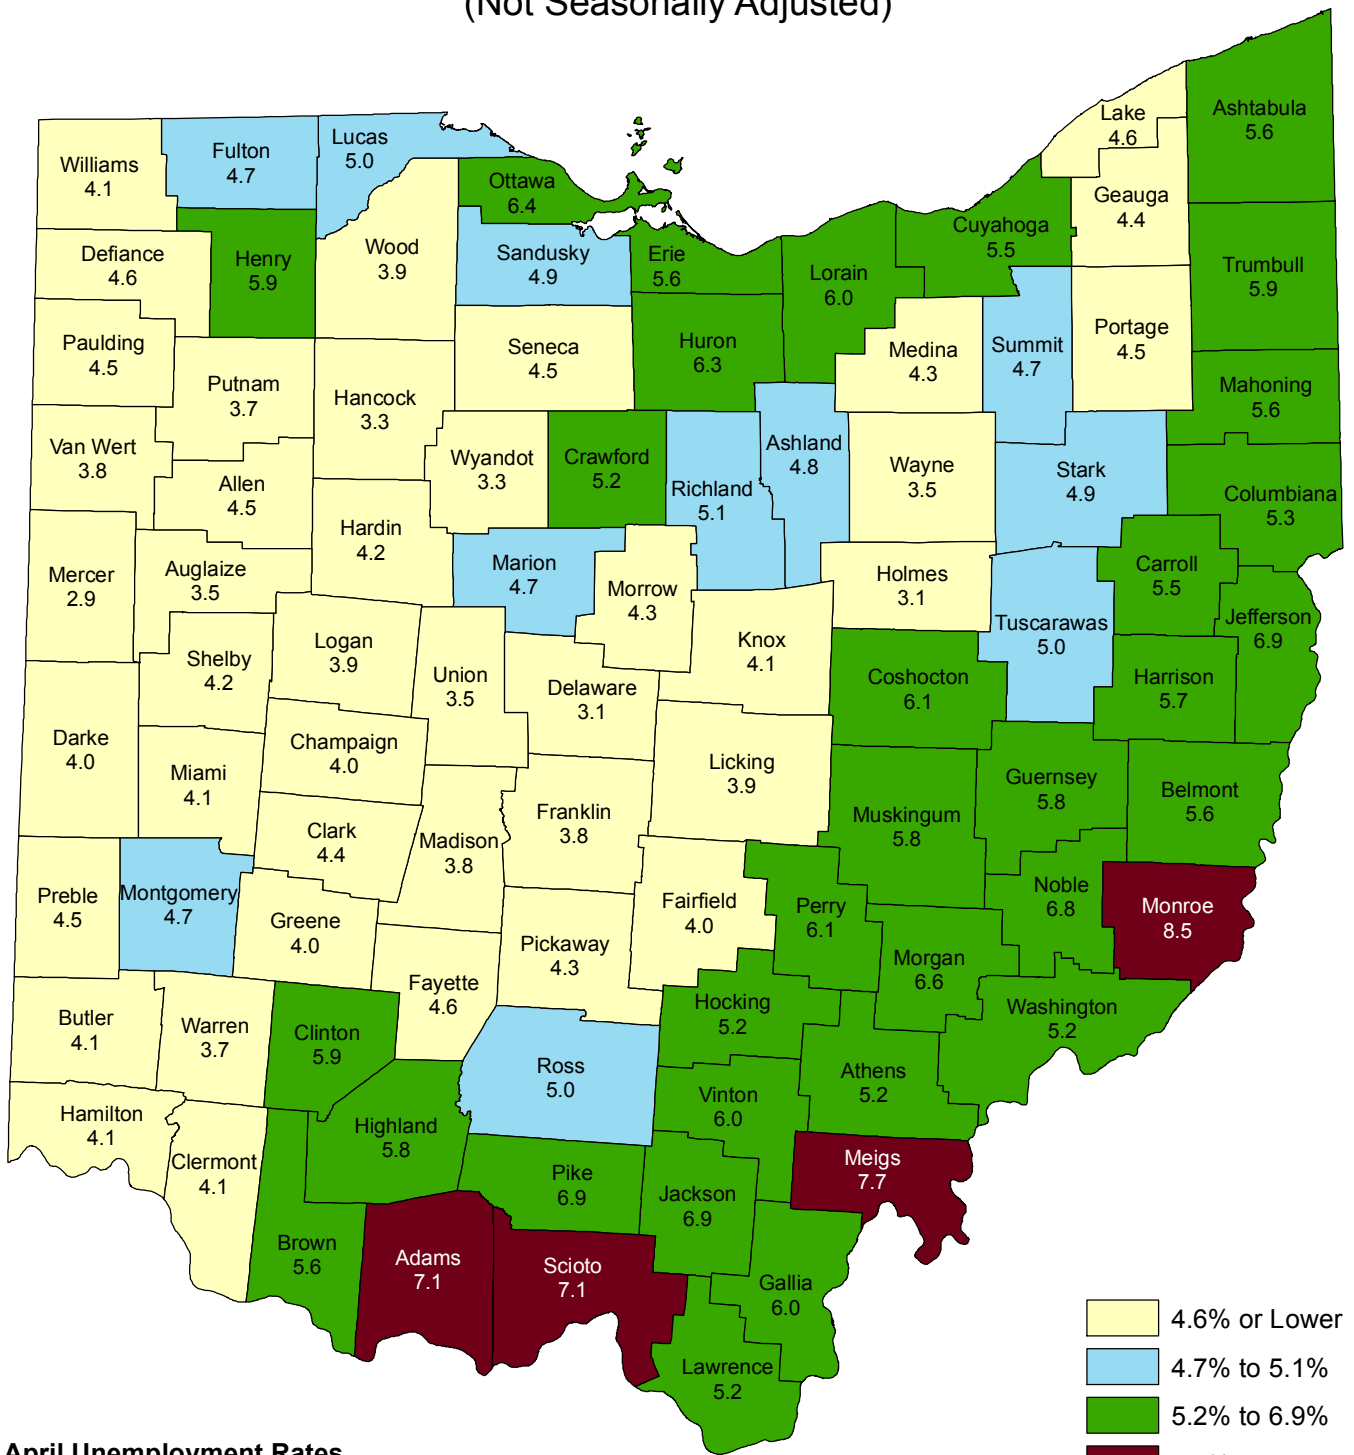 (Not Seasonally Adjusted)
Williams
4.1
Fulton
4.7
Lucas
5.0
Ottawa
6.4
Lake
4.6
Ashtabula
5.6
Geauga
4.4
Cuyahoga
5.5
Defiance
4.6
Henry
5.9
Wood
3.9
Sandusky
4.9
Erie
5.6
Lorain
6.0
Trumbull
5.9
Paulding
4.5
Putnam
3.7
Hancock
3.3
Seneca
4.5
Huron
6.3
Medina
4.3
Summit
4.7
Portage
4.5
Mahoning
5.6
Van Wert
3.8
Allen
4.5
Wyandot
3.3
Crawford
5.2
Richland
5.1
Ashland
4.8
Wayne
3.5
Stark
4.9
Columbiana
5.3
Mercer
2.9
Auglaize
3.5
Hardin
4.2
Marion
4.7
Morrow
4.3
Holmes
3.1
Tuscarawas
5.0
Carroll
5.5
Jefferson
6.9
Shelby
4.2
Logan
3.9
Union
3.5
Delaware
3.1
Knox
4.1
Coshocton
6.1
Harrison
5.7
Darke
4.0
Miami
4.1
Champaign
4.0
Licking
3.9
Guernsey
5.8
Belmont
5.6
Clark
4.4
Madison
3.8
Franklin
3.8
Muskingum
5.8
Preble
4.5
Montgomery
4.7
Greene
4.0
Fairfield
4.0
Perry
6.1
Noble
6.8
Monroe
8.5
Pickaway
4.3
Fayette
4.6
Morgan
6.6
Washington
5.2
Butler
4.1
Warren
3.7
Clinton
5.9
Hocking
5.2
Ross
5.0
Athens
5.2
Vinton
6.0
Hamilton
4.1
Clermont
4.1
Highland
5.8
Pike
6.9
Jackson
6.9
Meigs
7.7
Brown
5.6
Adams
7.1
Scioto
7.1
Gallia
6.0
Lawrence
5.2
4.6% or Lower
4.7% to 5.1%
5.2% to 6.9%
April Unemployment Rates